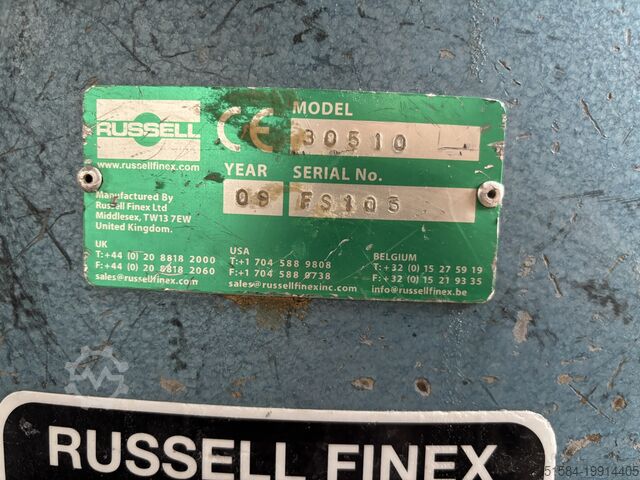 RUSSELL
www.russellfinex.com
CE
MODEL
30510
YEAR
09
SERIAL No.
FS103
Manufactured By
Russell Finex Ltd
Middlesex, TW13 7EW
United Kingdom.
UK
T:+44 (0) 20 8818 2000
F:+44 (0) 20 8818 2060
sales@russellfinex.com
USA
T:+1 704 588 9808
F:+1 704 588 0738
sales@russellfinexinc.com
BELGIUM
T:+32 (0) 15 27 59 19
F:+32 (0) 15 21 93 35
info@russellfinex.be
RUSSELL FINEX
51584-19914405